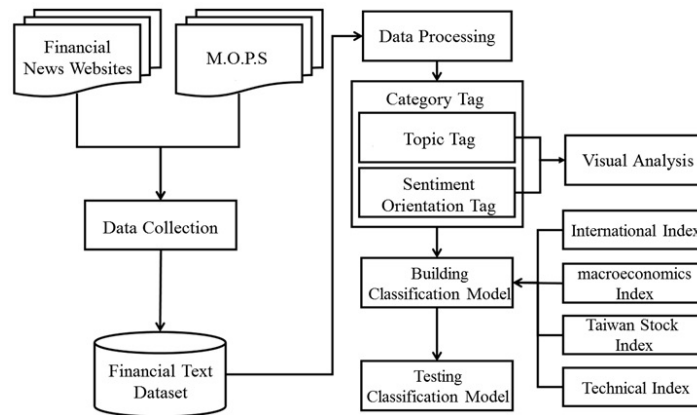 Financial
News Websites
M.O.P.S
Data Collection
Financial Text
Dataset
Data Processing
Category Tag
Topic Tag
Sentiment
Orientation Tag
Visual Analysis
Building
Classification Model
Testing
Classification Model
International Index
macroeconomics
Index
Taiwan Stock
Index
Technical Index